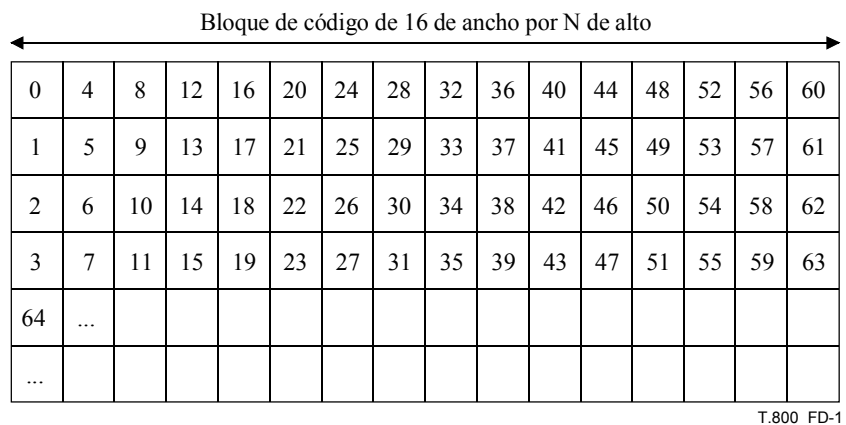 Bloque de código de 16 de ancho por N de alto
0 4 8 12 16 20 24 28 32 36 40 44 48 52 56 60
1 5 9 13 17 21 25 29 33 37 41 45 49 53 57 61
2 6 10 14 18 22 26 30 34 38 42 46 50 54 58 62
3 7 11 15 19 23 27 31 35 39 43 47 51 55 59 63
64 ...
...
T.800_FD-1